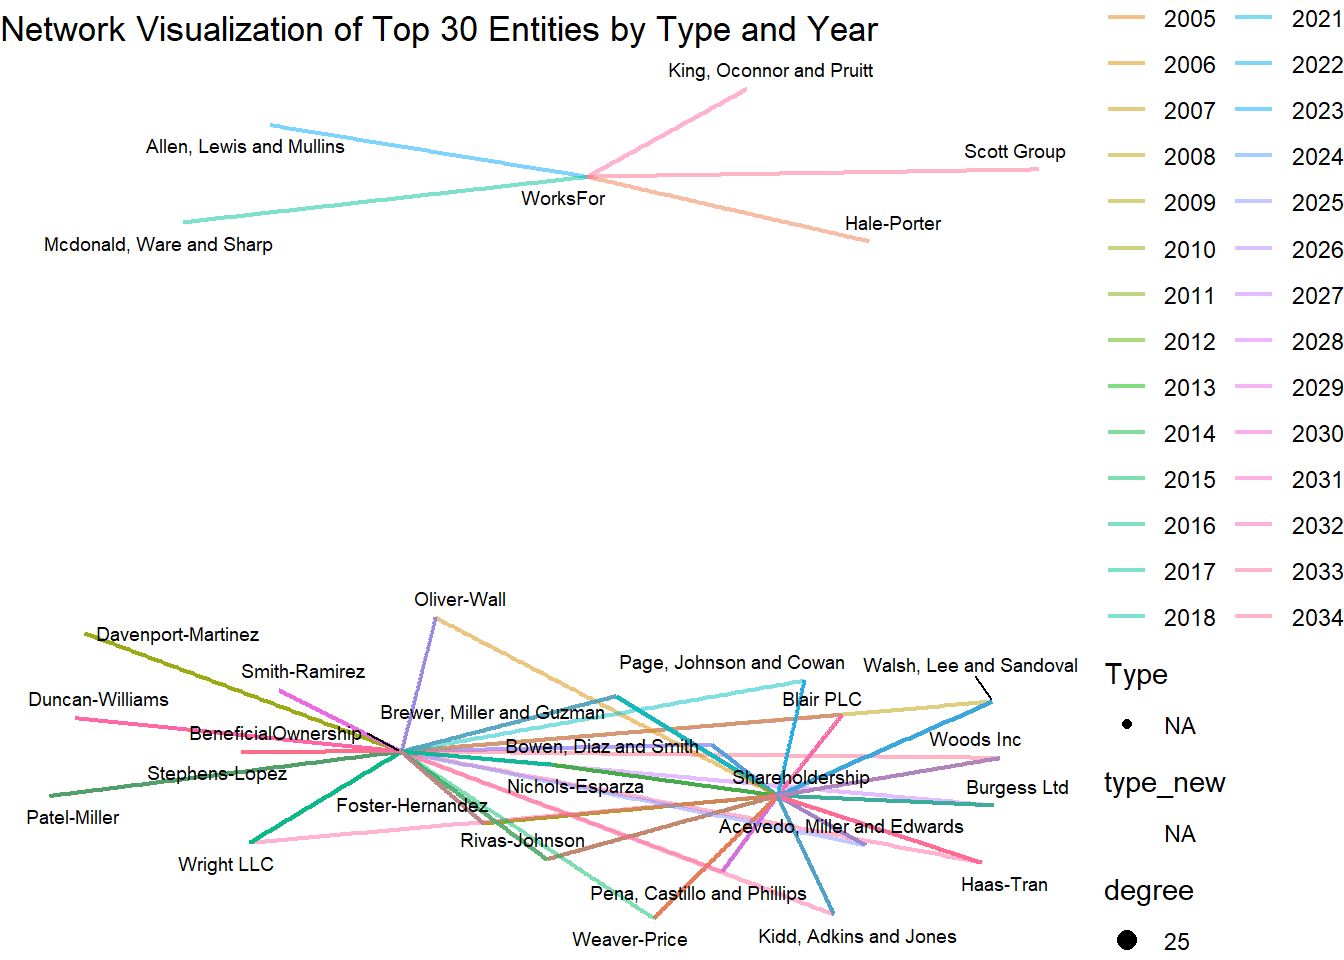 Network Visualization of Top 30 Entities by Type and Year
King, Oconnor and Pruitt
Allen, Lewis and Mullins
Scott Group
WorksFor
Hale-Porter
Mcdonald, Ware and Sharp
Oliver-Wall
Davenport-Martinez
Smith-Ramirez
Page, Johnson and Cowan
Walsh, Lee and Sandoval
Duncan-Williams
Blair PLC
Brewer, Miller and Guzman
BeneficialOwnership
Woods Inc
Bowen, Diaz and Smith
Stephens-Lopez
Shareholdership
Nichols-Esparza
Burgess Ltd
Foster-Hernandez
Patel-Miller
Acevedo, Miller and Edwards
Rivas-Johnson
Wright LLC
Haas-Tran
Pena, Castillo and Phillips
Weaver-Price
Kidd, Adkins and Jones
2005 2021
2006 2022
2007 2023
2008 2024
2009 2025
2010 2026
2011 2027
2012 2028
2013 2029
2014 2030
2015 2031
2016 2032
2017 2033
2018 2034
Type
NA
type_new
NA
degree
25